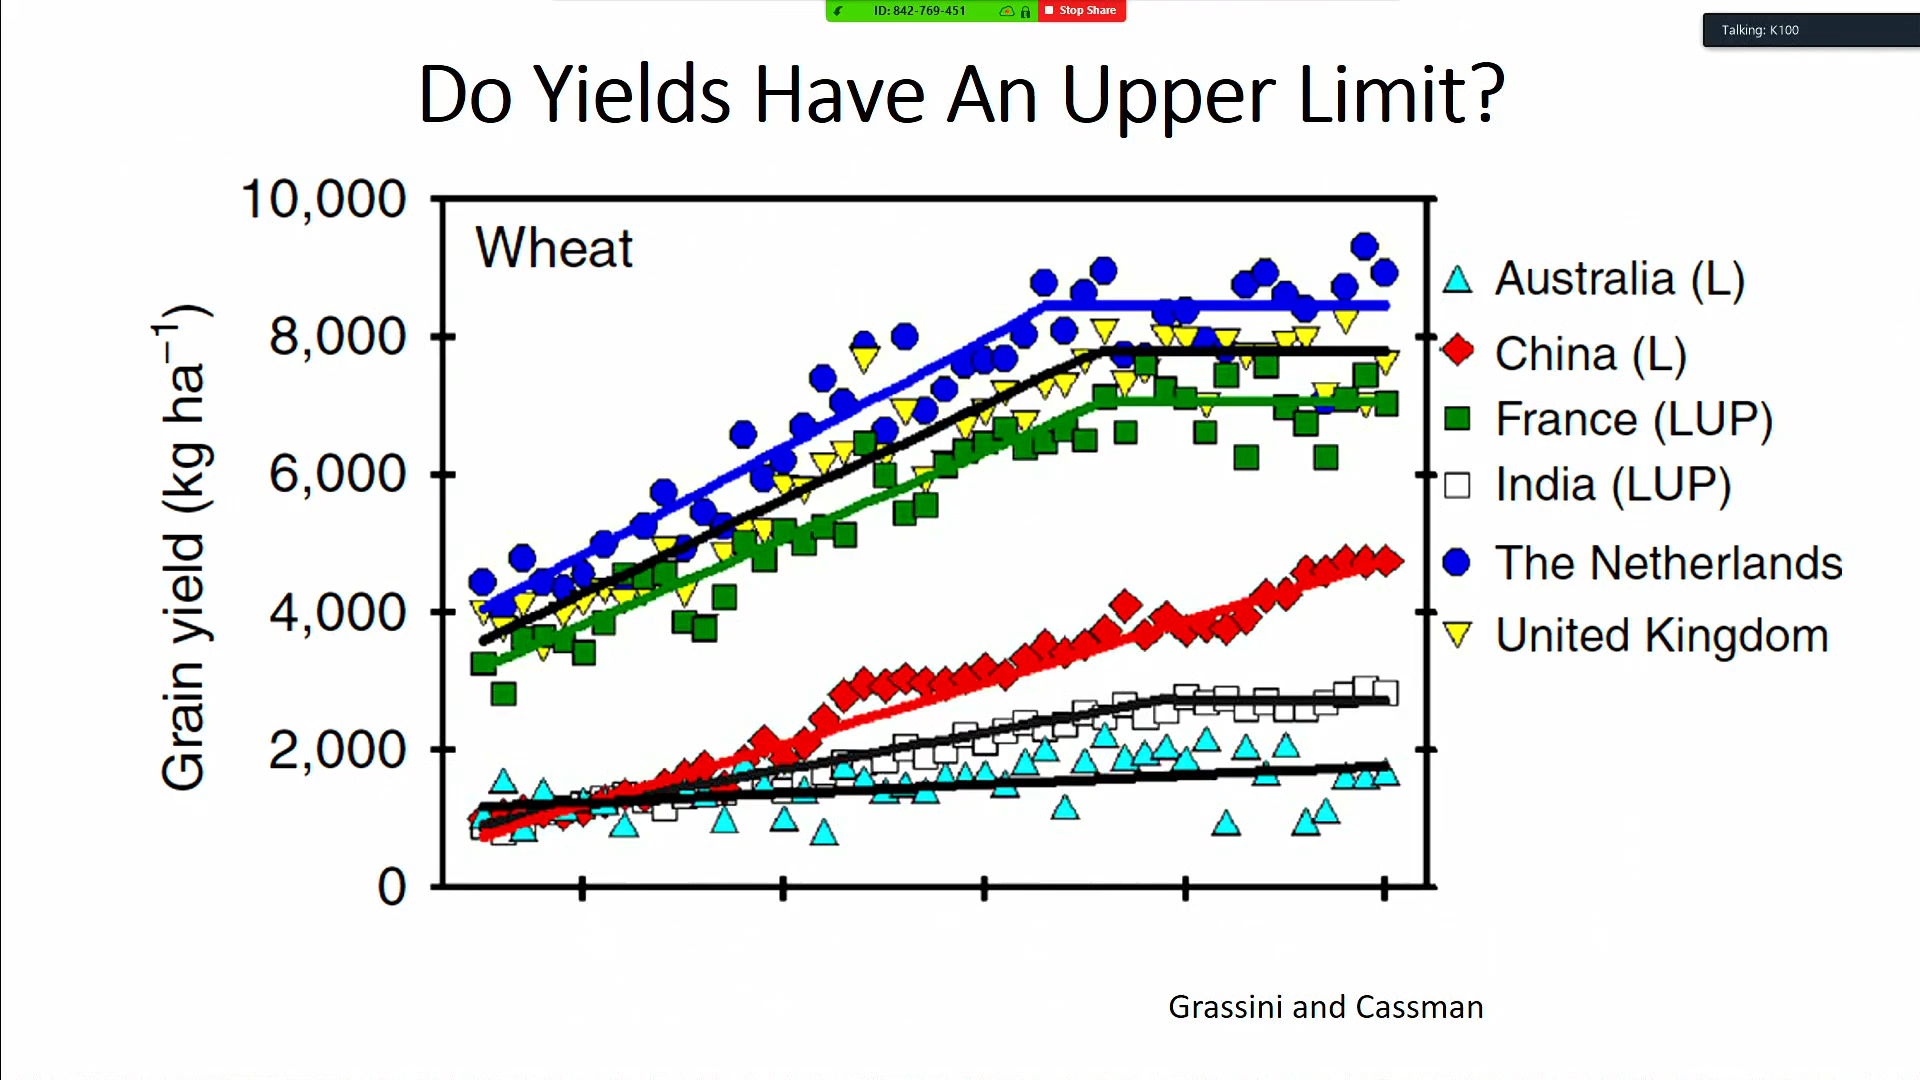 ID: 842-769-451
Stop Share
Talking: K100
Do Yields Have An Upper Limit?
Wheat
Grain yield (kg ha⁻¹)
10,000
8,000
6,000
4,000
2,000
0
Australia (L)
China (L)
France (LUP)
India (LUP)
The Netherlands
United Kingdom
Grassini and Cassman